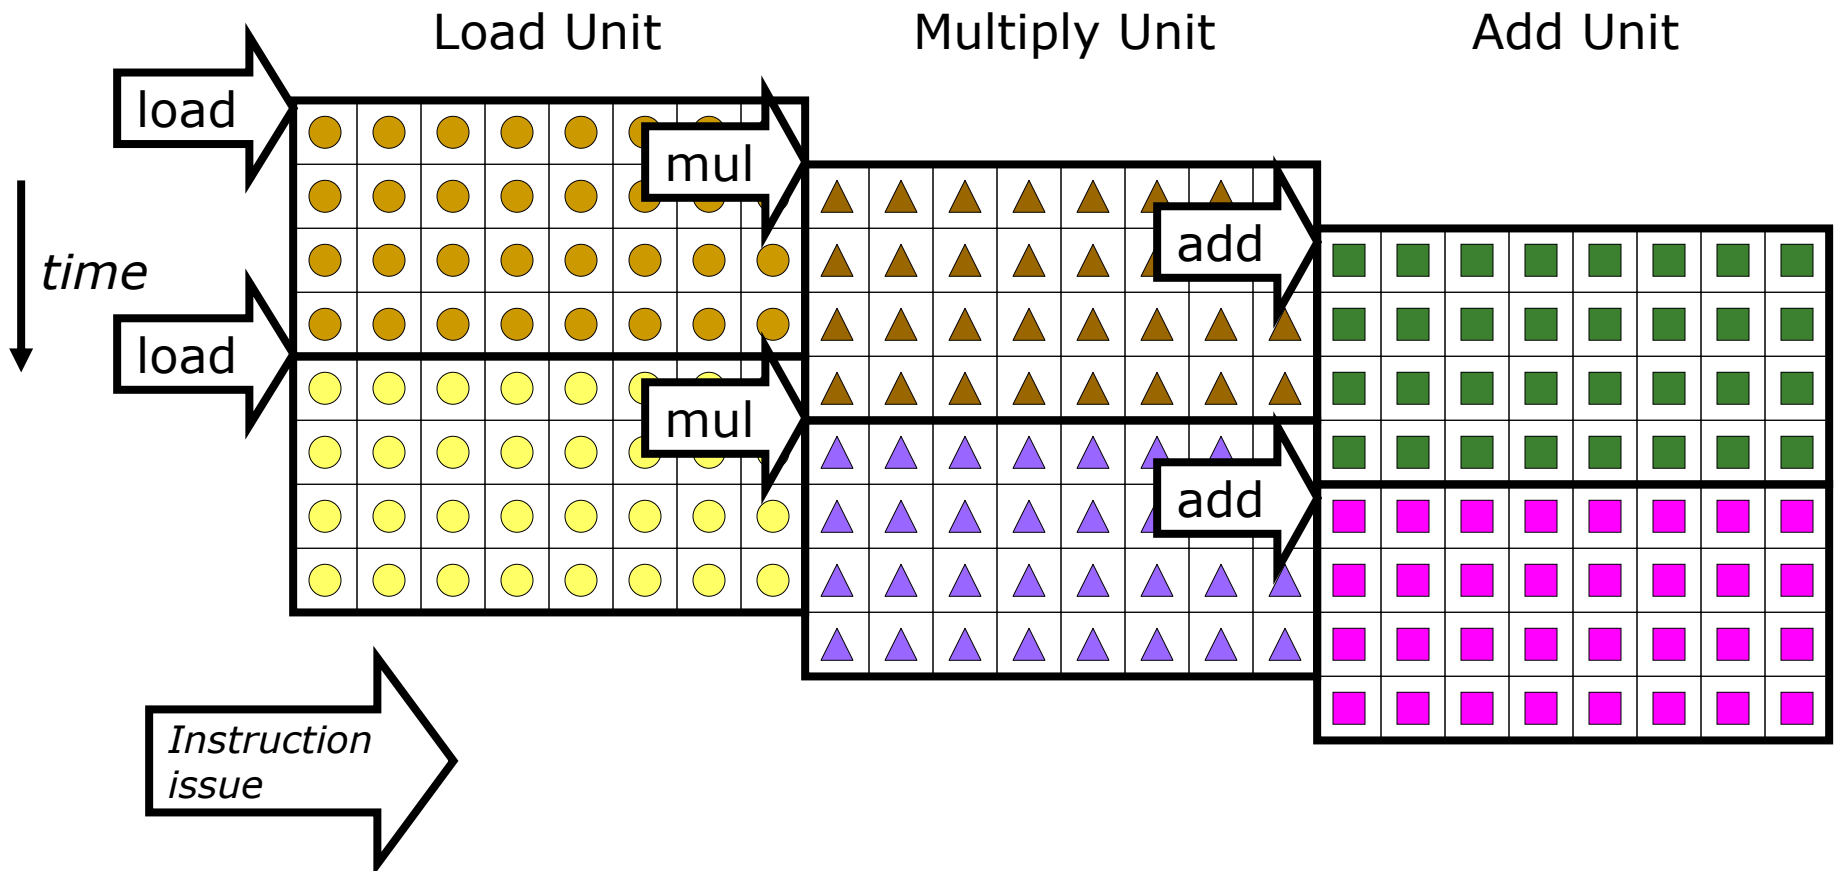 Load Unit
Multiply Unit
Add Unit
load
mul
add
time
load
mul
add
Instruction
issue